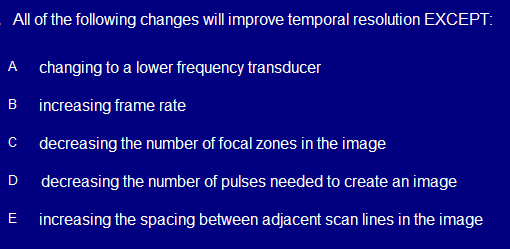 All of the following changes will improve temporal resolution EXCEPT:
A changing to a lower frequency transducer
B increasing frame rate
C decreasing the number of focal zones in the image
D decreasing the number of pulses needed to create an image
E increasing the spacing between adjacent scan lines in the image